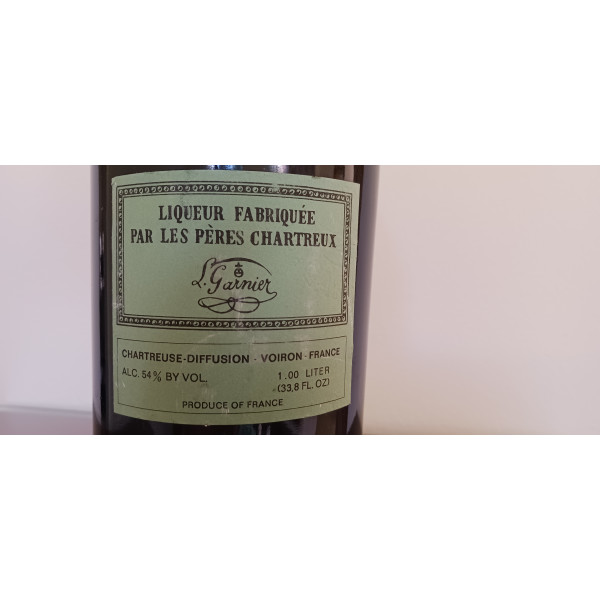 LIQUEUR FABRIQUÉE
PAR LES PÈRES CHARTREUX
L. Garnier
CHARTREUSE-DIFFUSION - VOIRON - FRANCE
ALC. 54% BY VOL. 1.00 LITER
(33,8 FL. OZ)
PRODUCE OF FRANCE